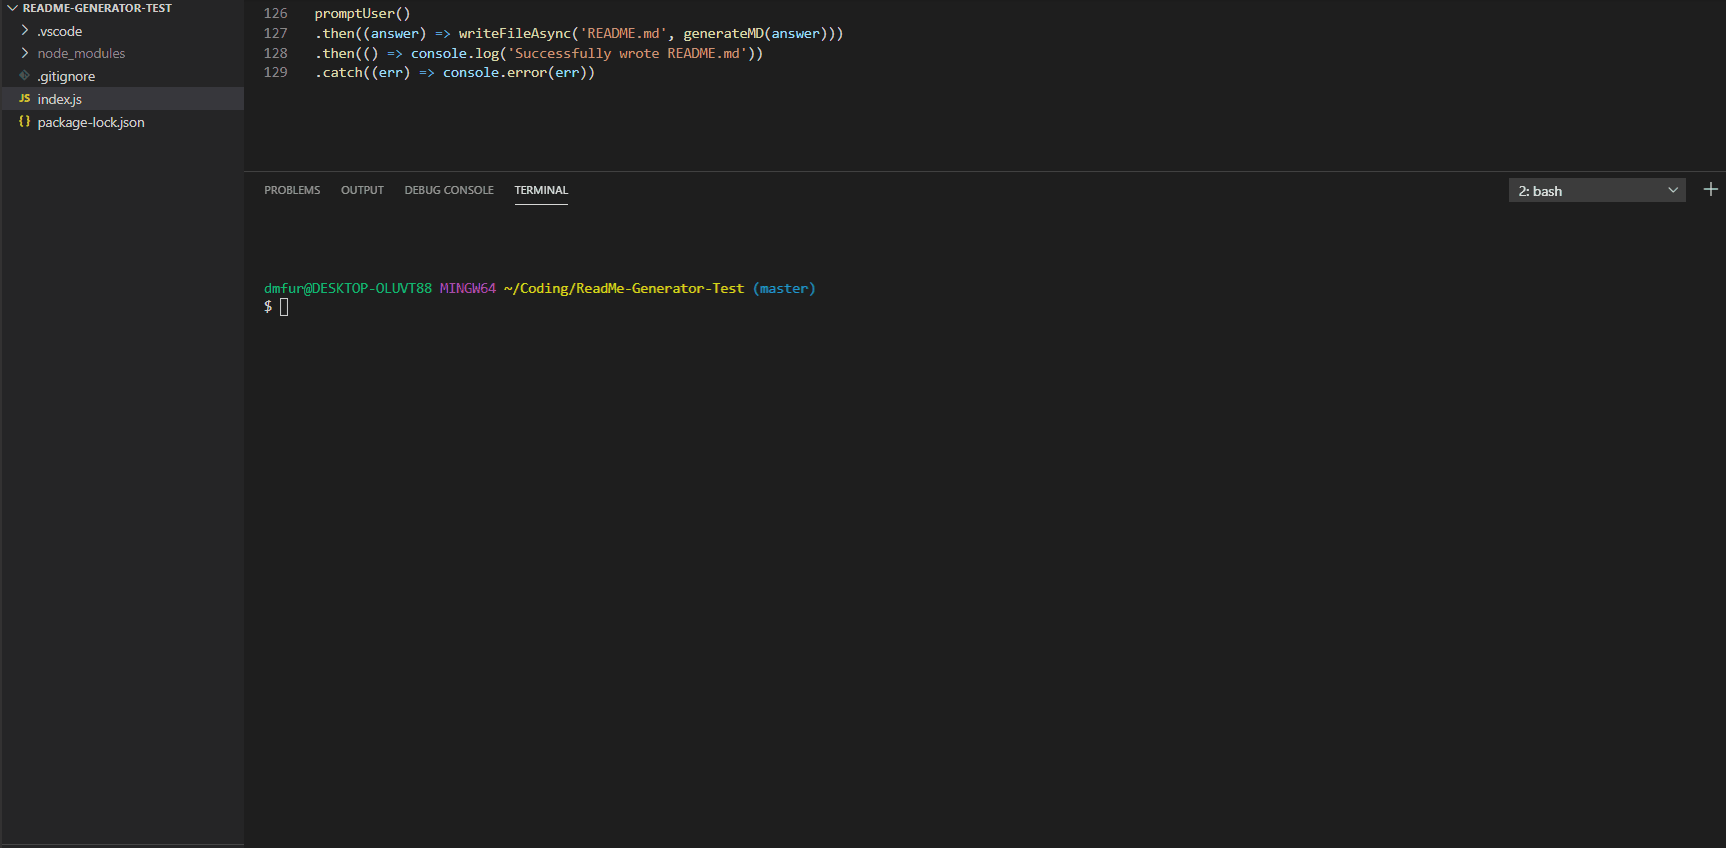 README-GENERATOR-TEST
.vscode
node_modules
.gitignore
JS index.js
{} package-lock.json
126 promptUser()
127 .then((answer) => writeFileAsync('README.md', generateMD(answer)))
128 .then(() => console.log('Successfully wrote README.md'))
129 .catch((err) => console.error(err))
PROBLEMS OUTPUT DEBUG CONSOLE TERMINAL 2: bash
dmfur@DESKTOP-OLUVT88 MINGW64 ~/Coding/ReadMe-Generator-Test (master)
$